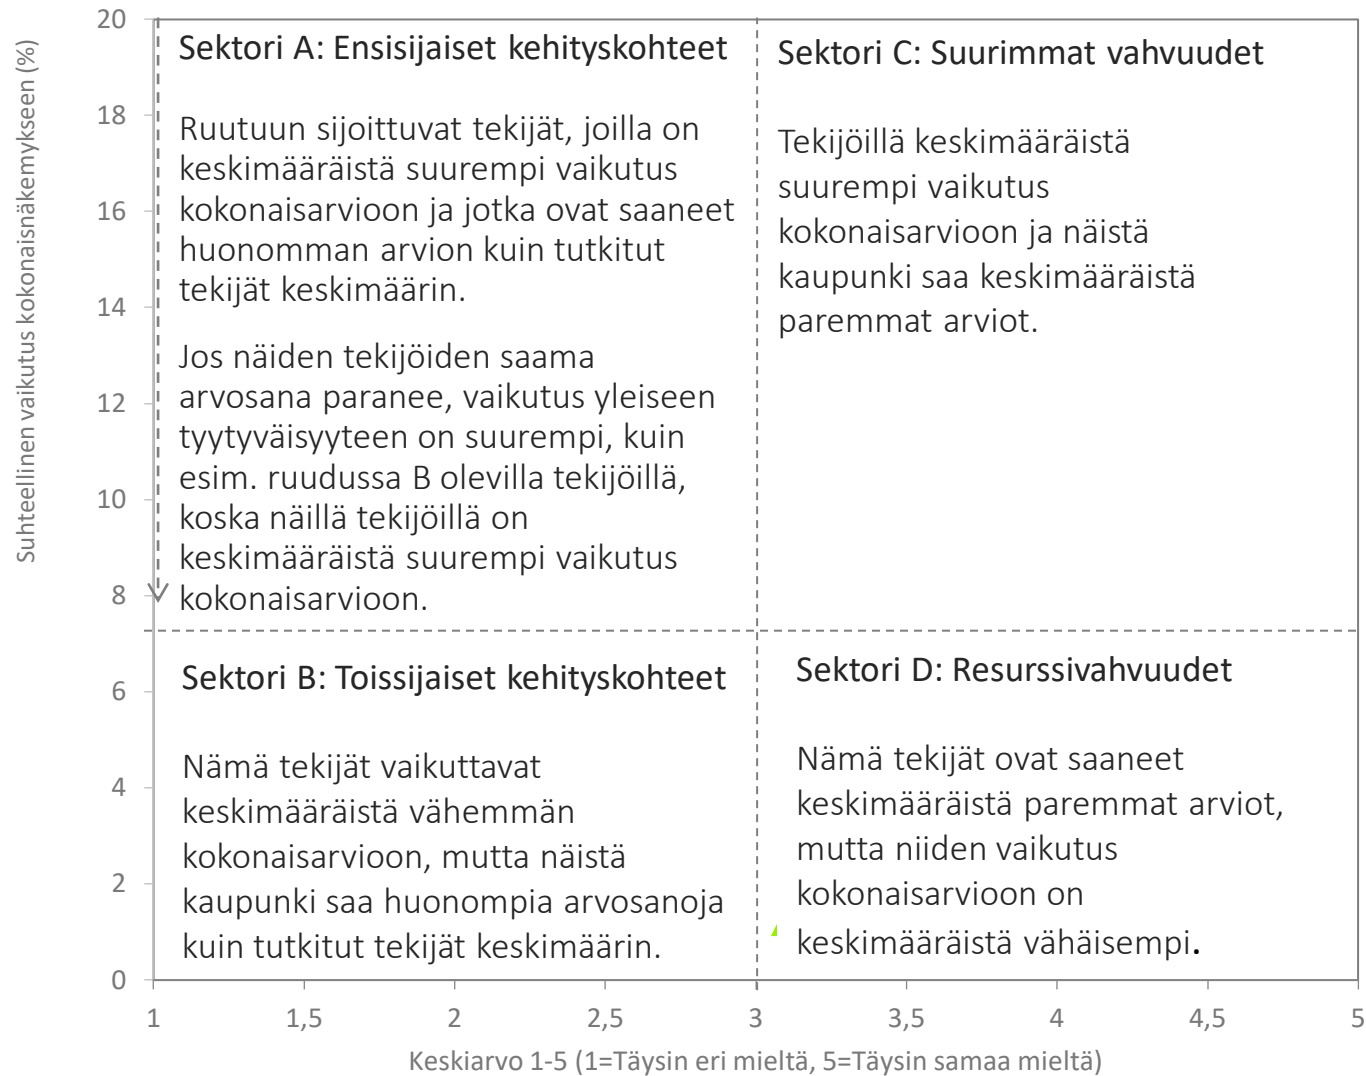 Suhteellinen vaikutus kokonaisnäkemykseen (%)
20
18
16
14
12
10
8
6
4
2
0
Sektori A: Ensisijaiset kehityskohteet
Ruutuun sijoittuvat tekijät, joilla on
keskimääräistä suurempi vaikutus
kokonaisarvioon ja jotka ovat saaneet
huonomman arvion kuin tutkitut
tekijät keskimäärin.
Jos näiden tekijöiden saama
arvosana paranee, vaikutus yleiseen
tyytyväisyyteen on suurempi, kuin
esim. ruudussa B olevilla tekijöillä,
koska näillä tekijöillä on
keskimääräistä suurempi vaikutus
kokonaisarvioon.
Sektori C: Suurimmat vahvuudet
Tekijöillä keskimääräistä
suurempi vaikutus
kokonaisarvioon ja näistä
kaupunki saa keskimääräistä
paremmat arviot.
Sektori B: Toissijaiset kehityskohteet
Nämä tekijät vaikuttavat
keskimääräistä vähemmän
kokonaisarvioon, mutta näistä
kaupunki saa huonompia arvosanoja
kuin tutkitut tekijät keskimäärin.
Sektori D: Resurssivahvuudet
Nämä tekijät ovat saaneet
keskimääräistä paremmat arviot,
mutta niiden vaikutus
kokonaisarvioon on
keskimääräistä vähäisempi.
1 1,5 2 2,5 3 3,5 4 4,5 5
Keskiarvo 1-5 (1=Täysin eri mieltä, 5=Täysin samaa mieltä)